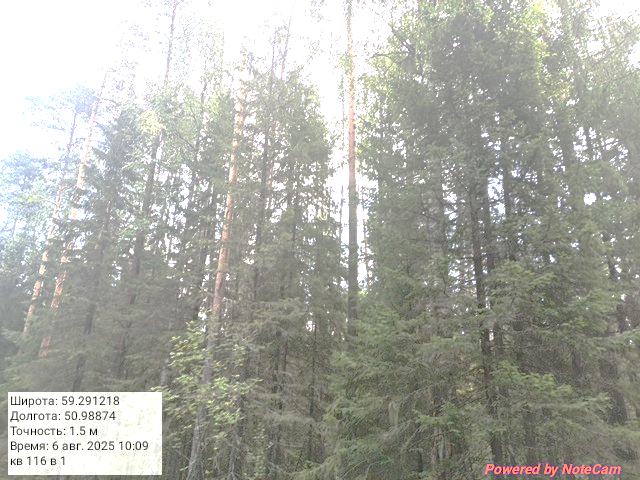 Широта: 59.291218
Долгота: 50.98874
Точность: 1.5 м
Время: 6 авг. 2025 10:09
кв 116 в 1
Powered by NoteCam